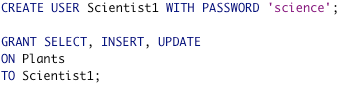 CREATE USER Scientist1 WITH PASSWORD 'science';
GRANT SELECT, INSERT, UPDATE
ON Plants
TO Scientist1;